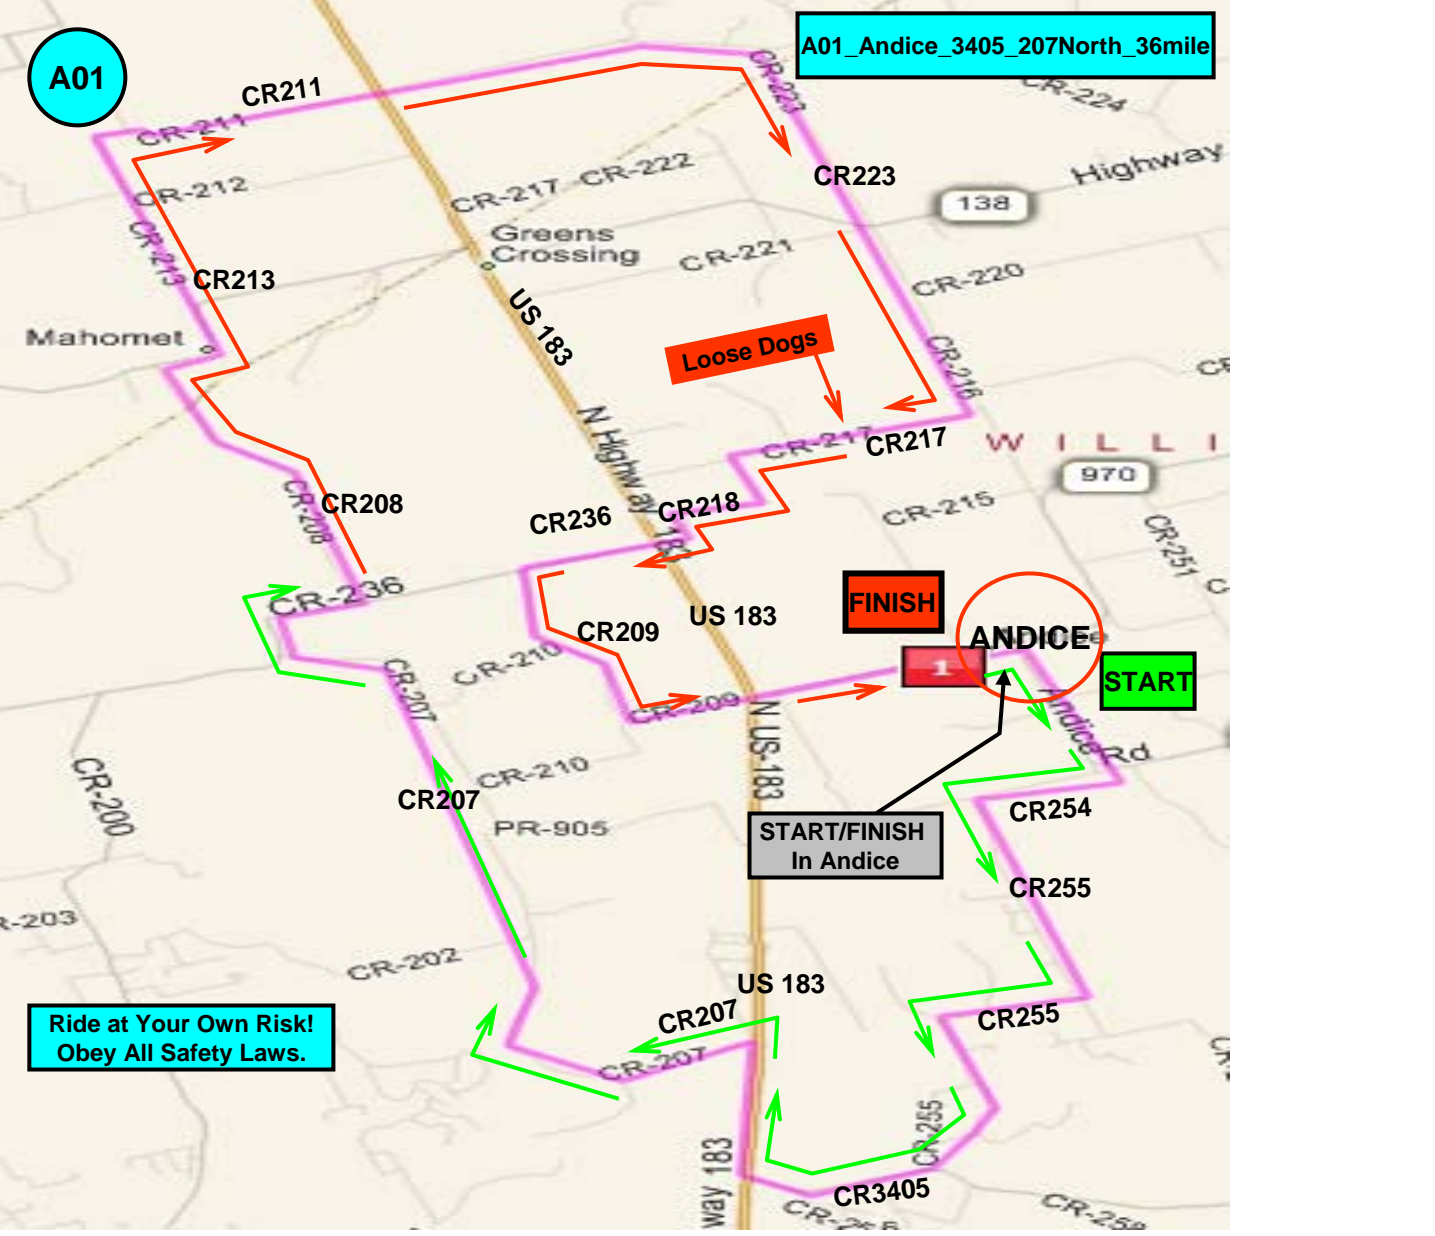 A01
A01_Andice_3405_207North_36mile
CR211
CR-211
CR-223
CR-224
Highway
CR-212
CR-217
CR-222
CR223
138
CR-213
CR213
Greens
Crossing
CR-221
CR-220
US 183
Mahomet
Loose Dogs
CR-216
N Highway 183
CR-217
CR217
W I L L I
970
CR-208
CR208
CR236
CR218
CR-215
CR-251
CR-236
US 183
FINISH
CR209
ANDICE
Andice
1
START
CR-210
CR-207
CR-209
Andice Rd
N US-183
CR-200
CR-210
CR207
PR-905
CR254
START/FINISH
In Andice
CR255
R-203
CR-202
US 183
CR207
CR255
Ride at Your Own Risk!
Obey All Safety Laws.
CR-207
CR-255
way 183
CR3405
CR-258